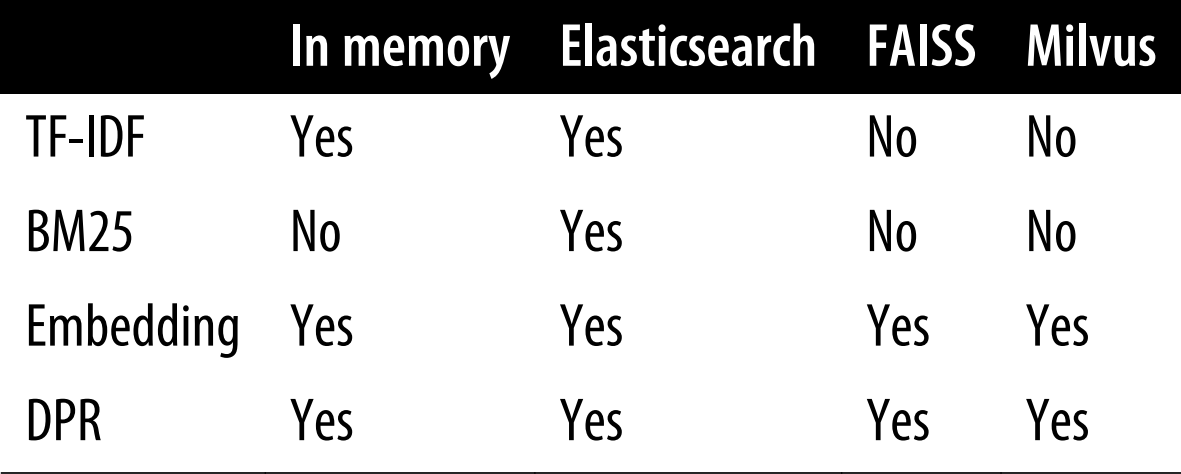 In memory Elasticsearch FAISS Milvus
TF-IDF Yes Yes No No
BM25 No Yes No No
Embedding Yes Yes Yes Yes
DPR Yes Yes Yes Yes